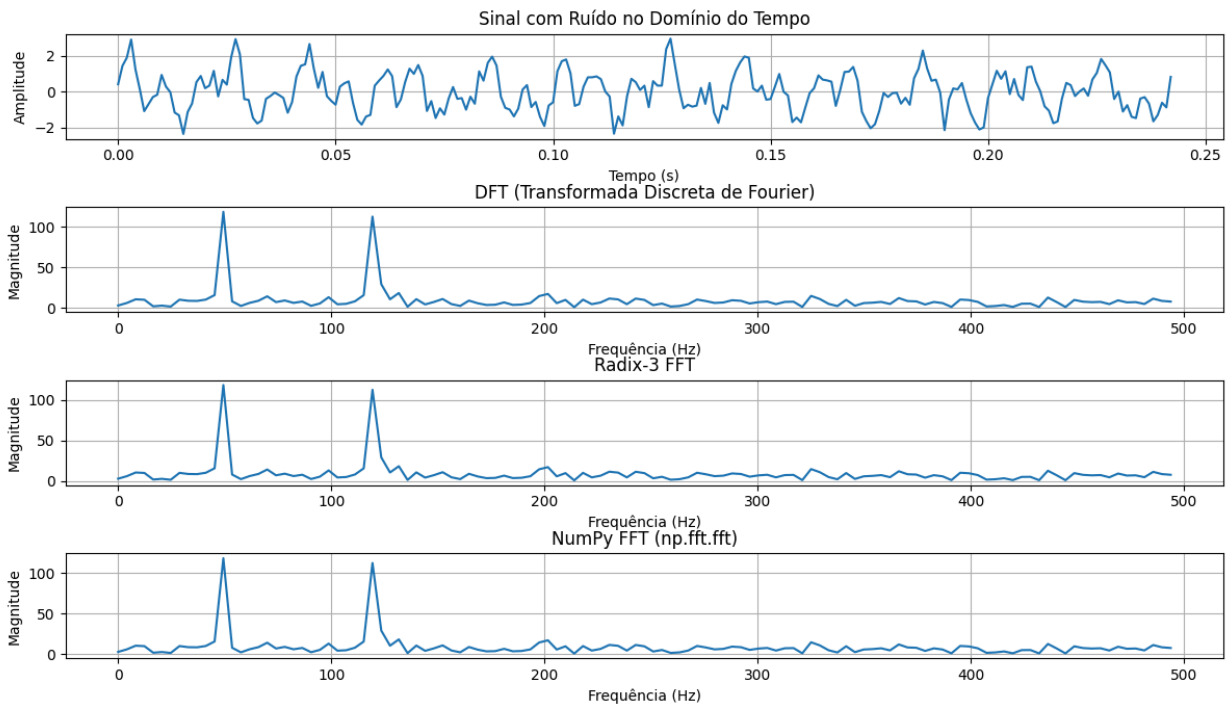 Sinal com Ruído no Domínio do Tempo
Amplitude
2
0
−2
0.00 0.05 0.10 0.15 0.20 0.25
Tempo (s)
DFT (Transformada Discreta de Fourier)
Magnitude
100
50
0
0 100 200 300 400 500
Frequência (Hz)
Radix-3 FFT
Magnitude
100
50
0
0 100 200 300 400 500
Frequência (Hz)
NumPy FFT (np.fft.fft)
Magnitude
100
50
0
0 100 200 300 400 500
Frequência (Hz)